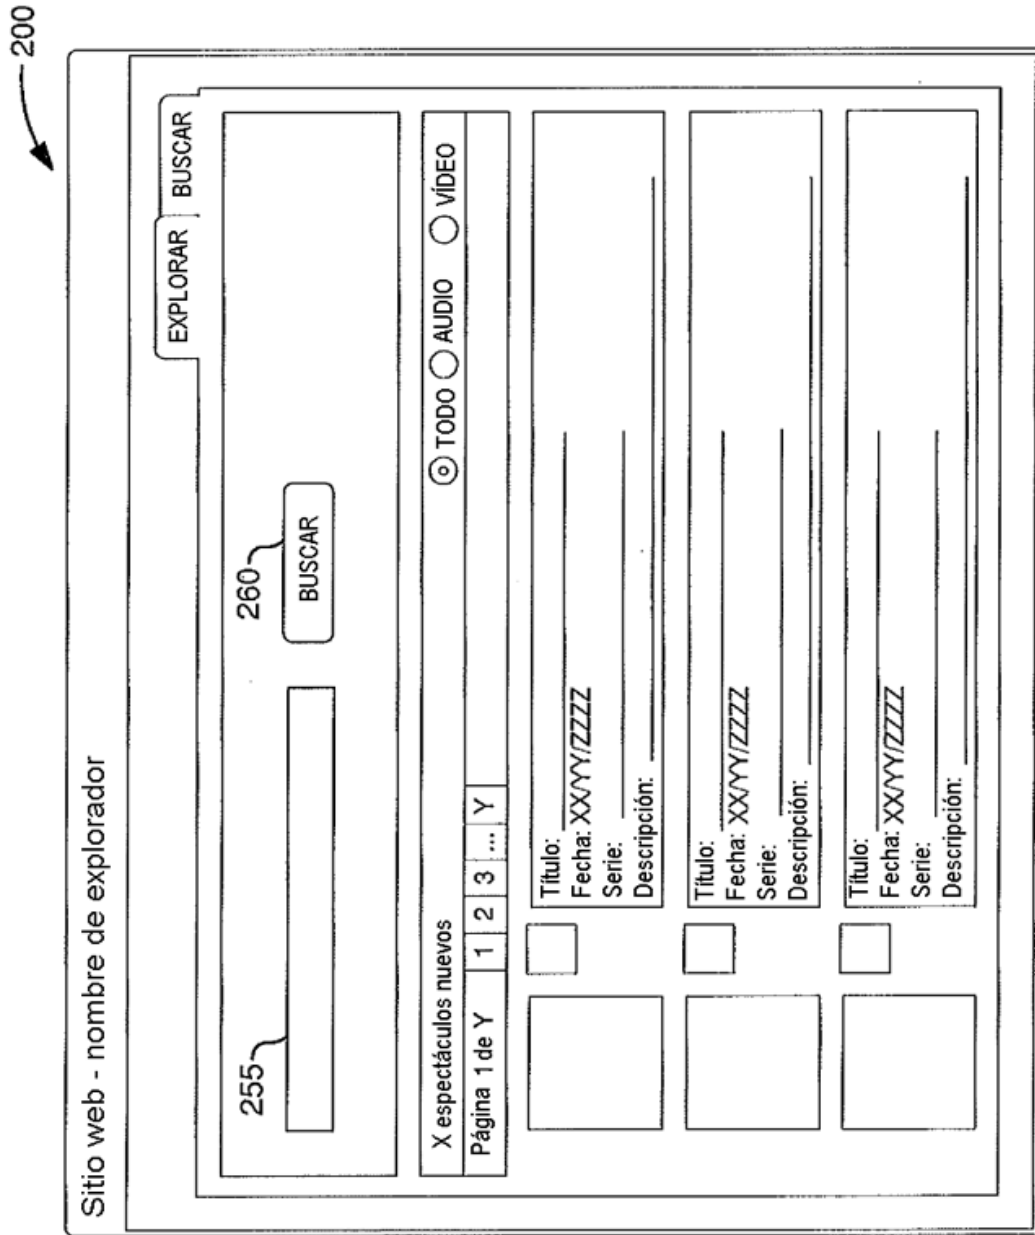 200
Sitio web - nombre de explorador
EXPLORAR
BUSCAR
255
260
BUSCAR
X espectáculos nuevos
TODO
AUDIO
VÍDEO
Página 1 de Y
1
2
3
...
Y
Título:
Fecha: XX/YY/ZZZZ
Serie:
Descripción:
Título:
Fecha: XX/YY/ZZZZ
Serie:
Descripción:
Título:
Fecha: XX/YY/ZZZZ
Serie:
Descripción: